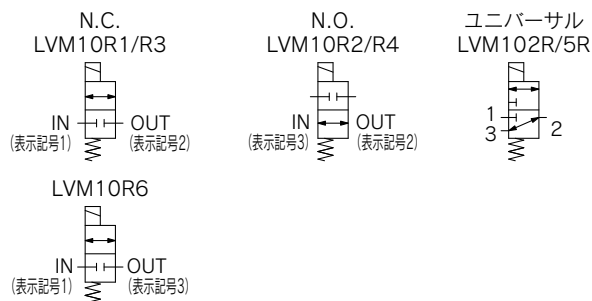 N.C.
LVM10R1/R3
IN
(表示記号1)
OUT
(表示記号2)
N.O.
LVM10R2/R4
IN
(表示記号3)
OUT
(表示記号2)
ユニバーサル
LVM102R/5R
1
3
2
LVM10R6
IN
(表示記号1)
OUT
(表示記号3)